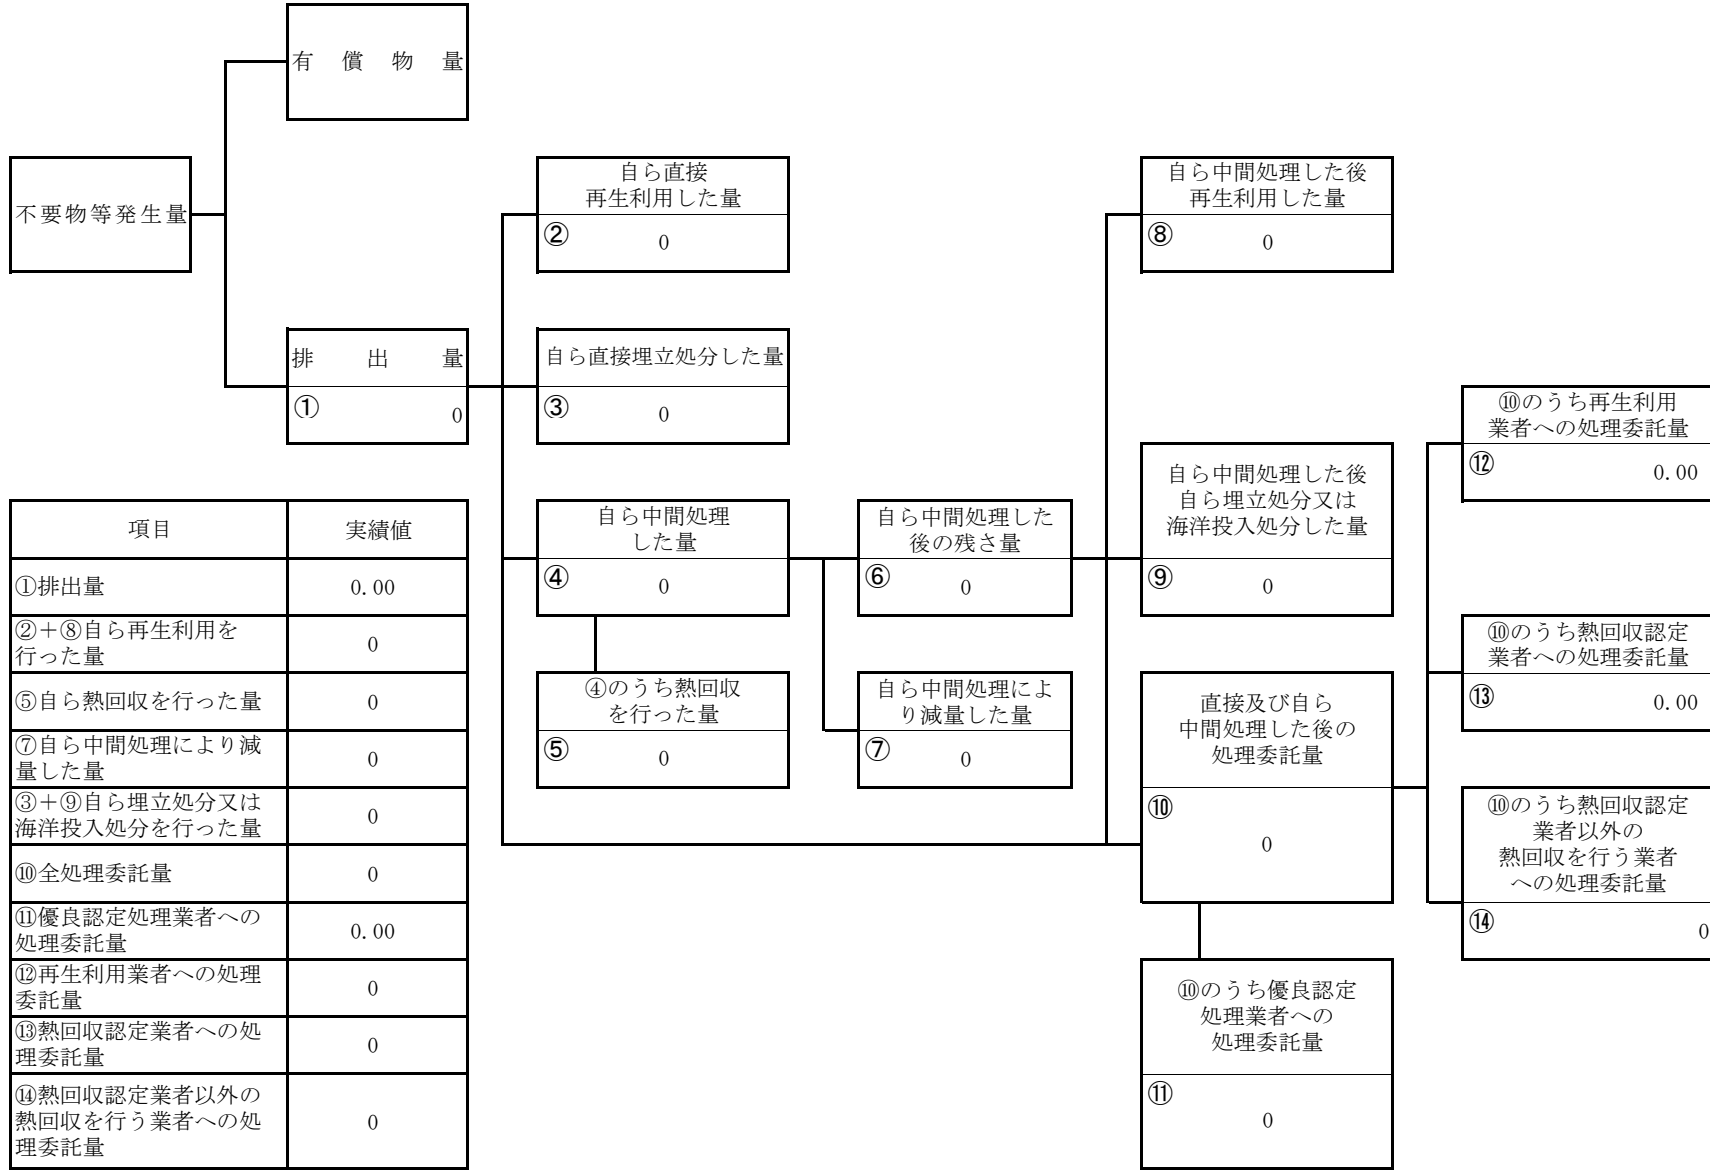 有償物量
不要物等発生量
排出量
① 0
自ら直接
再生利用した量
② 0
自ら直接埋立処分した量
③ 0
自ら中間処理
した量
④ 0
④のうち熱回収
を行った量
⑤ 0
自ら中間処理した
後の残さ量
⑥ 0
自ら中間処理によ
り減量した量
⑦ 0
自ら中間処理した後
再生利用した量
⑧ 0
自ら中間処理した後
自ら埋立処分又は
海洋投入処分した量
⑨ 0
直接及び自ら
中間処理した後の
処理委託量
⑩
0
⑩のうち優良認定
処理業者への
処理委託量
⑪
0
⑩のうち再生利用
業者への処理委託量
⑫ 0.00
⑩のうち熱回収認定
業者への処理委託量
⑬ 0.00
⑩のうち熱回収認定
業者以外の
熱回収を行う業者
への処理委託量
⑭ 0
項目 実績値
①排出量 0.00
②+⑧自ら再生利用を
行った量 0
⑤自ら熱回収を行った量 0
⑦自ら中間処理により減
量した量 0
③+⑨自ら埋立処分又は
海洋投入処分を行った量 0
⑩全処理委託量 0
⑪優良認定処理業者への
処理委託量 0.00
⑫再生利用業者への処理
委託量 0
⑬熱回収認定業者への処
理委託量 0
⑭熱回収認定業者以外の
熱回収を行う業者への処
理委託量 0